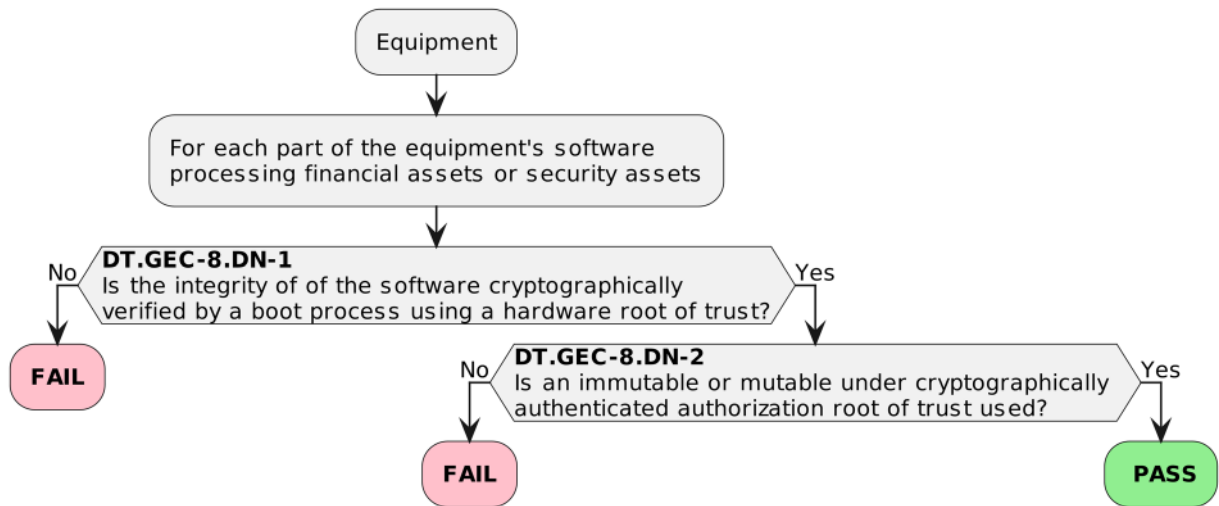 Equipment
For each part of the equipment's software
processing financial assets or security assets
DT.GEC-8.DN-1
No
Yes
Is the integrity of of the software cryptographically
verified by a boot process using a hardware root of trust?
FAIL
DT.GEC-8.DN-2
No
Yes
Is an immutable or mutable under cryptographically
authenticated authorization root of trust used?
FAIL
PASS